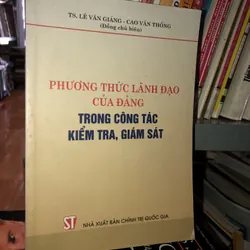 TS. LÊ VĂN GIẢNG - CAO VĂN THỐNG
(Đồng chủ biên)
PHƯƠNG THỨC LÃNH ĐẠO
CỦA ĐẢNG
TRONG CÔNG TÁC
KIỂM TRA, GIÁM SÁT
ST
NHÀ XUẤT BẢN CHÍNH TRỊ QUỐC GIA